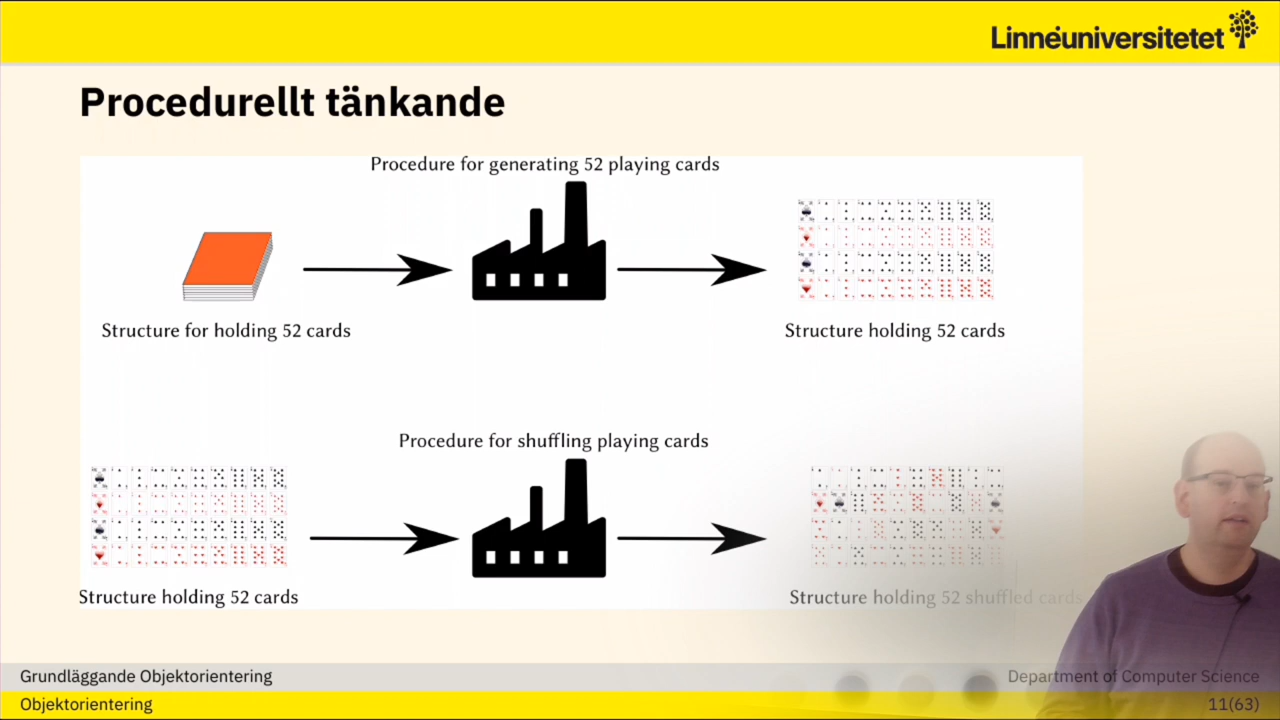 Linnéuniversitetet
Procedurellt tänkande
Procedure for generating 52 playing cards
Structure for holding 52 cards
Structure holding 52 cards
Procedure for shuffling playing cards
Structure holding 52 cards
Structure holding 52 shuffled cards
Grundläggande Objektorientering
Department of Computer Science
Objektorientering
11(63)